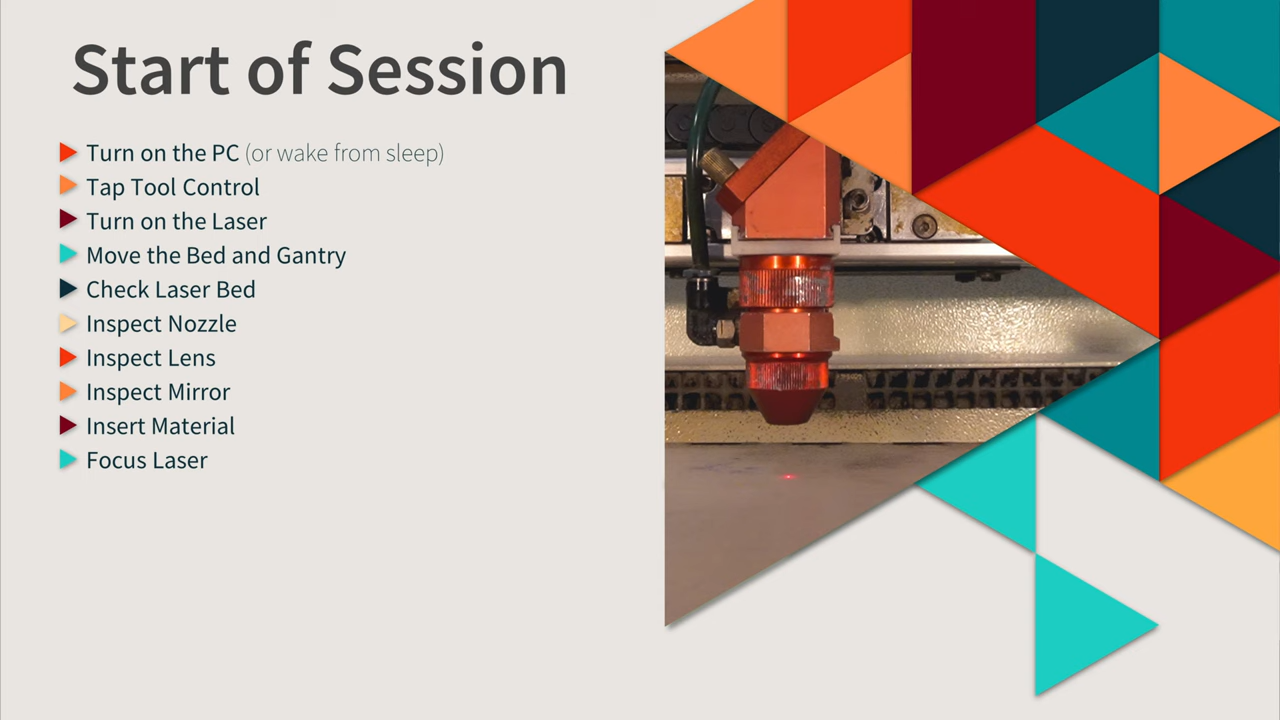 Start of Session
Turn on the PC (or wake from sleep)
Tap Tool Control
Turn on the Laser
Move the Bed and Gantry
Check Laser Bed
Inspect Nozzle
Inspect Lens
Inspect Mirror
Insert Material
Focus Laser